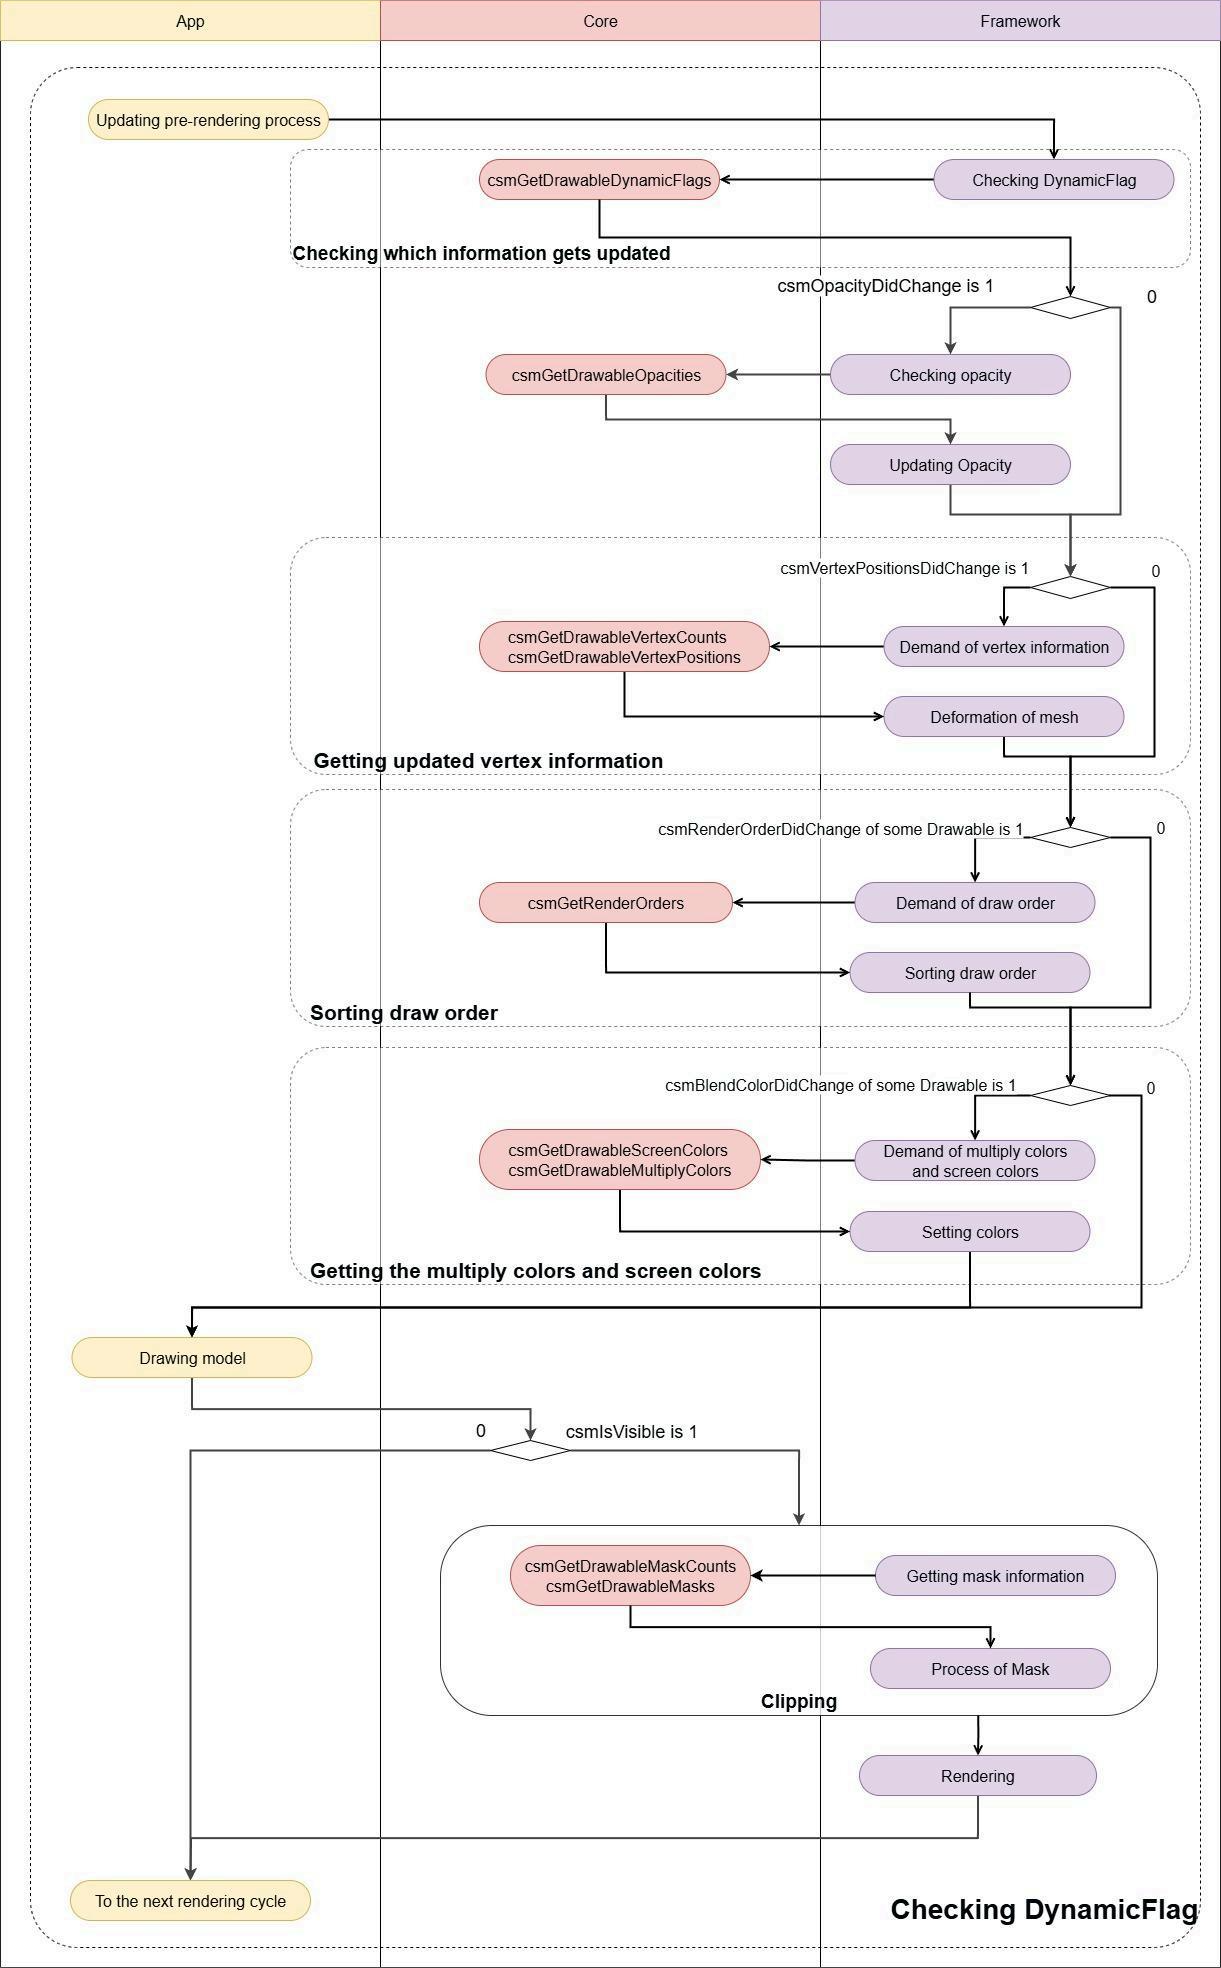 App
Core
Framework
Updating pre-rendering process
csmGetDrawableDynamicFlags
Checking DynamicFlag
Checking which information gets updated
csmOpacityDidChange is 1
0
csmGetDrawableOpacities
Checking opacity
Updating Opacity
csmVertexPositionsDidChange is 1
0
csmGetDrawableVertexCounts
csmGetDrawableVertexPositions
Demand of vertex information
Deformation of mesh
Getting updated vertex information
csmRenderOrderDidChange of some Drawable is 1
0
csmGetRenderOrders
Demand of draw order
Sorting draw order
Sorting draw order
csmBlendColorDidChange of some Drawable is 1
0
csmGetDrawableScreenColors
csmGetDrawableMultiplyColors
Demand of multiply colors
and screen colors
Setting colors
Getting the multiply colors and screen colors
Drawing model
0
csmIsVisible is 1
csmGetDrawableMaskCounts
csmGetDrawableMasks
Getting mask information
Process of Mask
Clipping
Rendering
To the next rendering cycle
Checking DynamicFlag